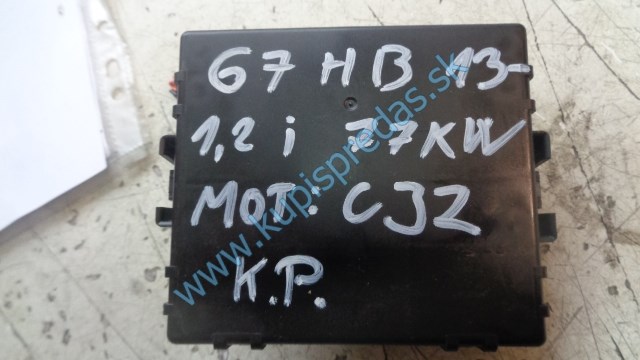 G7 HB 13-
1,2 i 77KW
MOT: CJZ
K.P.
www.kupispredas.sk